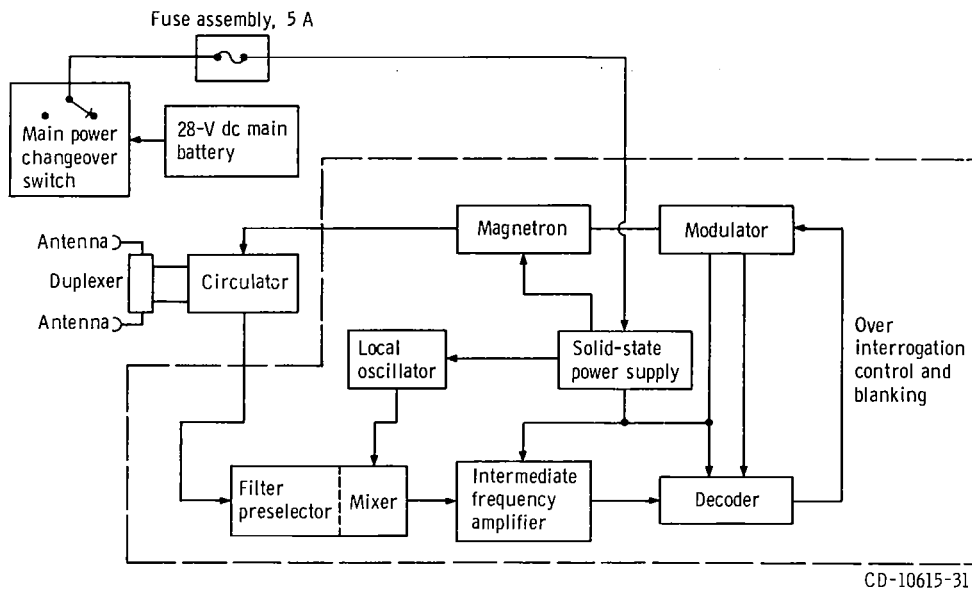 Fuse assembly, 5 A
Main power
changeover
switch
28-V dc main
battery
Antenna
Duplexer
Antenna
Circulator
Magnetron
Modulator
Local
oscillator
Solid-state
power supply
Over
interrogation
control and
blanking
Filter
preselector
Mixer
Intermediate
frequency
amplifier
Decoder
CD-10615-31